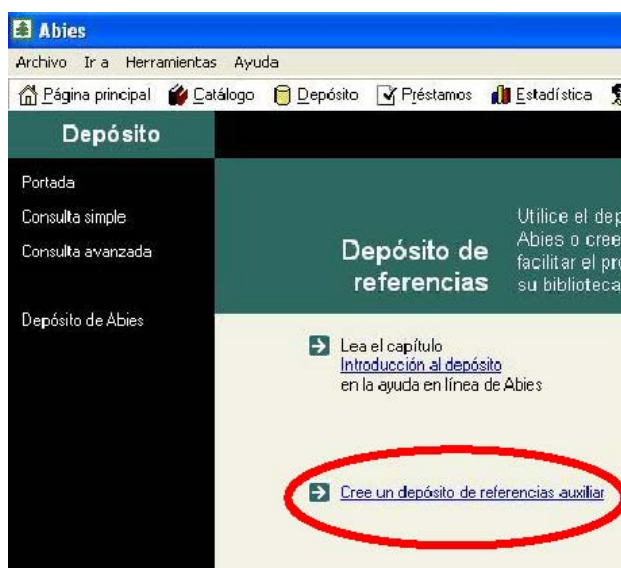 Abies
Archivo Ir a Herramientas Ayuda
Página principal Catálogo Depósito Préstamos Estadística
Depósito
Portada
Consulta simple
Consulta avanzada
Depósito de Abies
Depósito de
referencias
Utilice el dep
Abies o cree
facilitar el pr
su biblioteca
Lea el capítulo
Introducción al depósito
en la ayuda en línea de Abies
Cree un depósito de referencias auxiliar